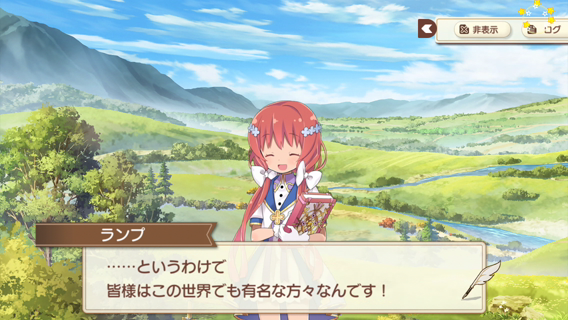 非表示
ログ
ランプ
……というわけで
皆様はこの世界でも有名な方々なんです！